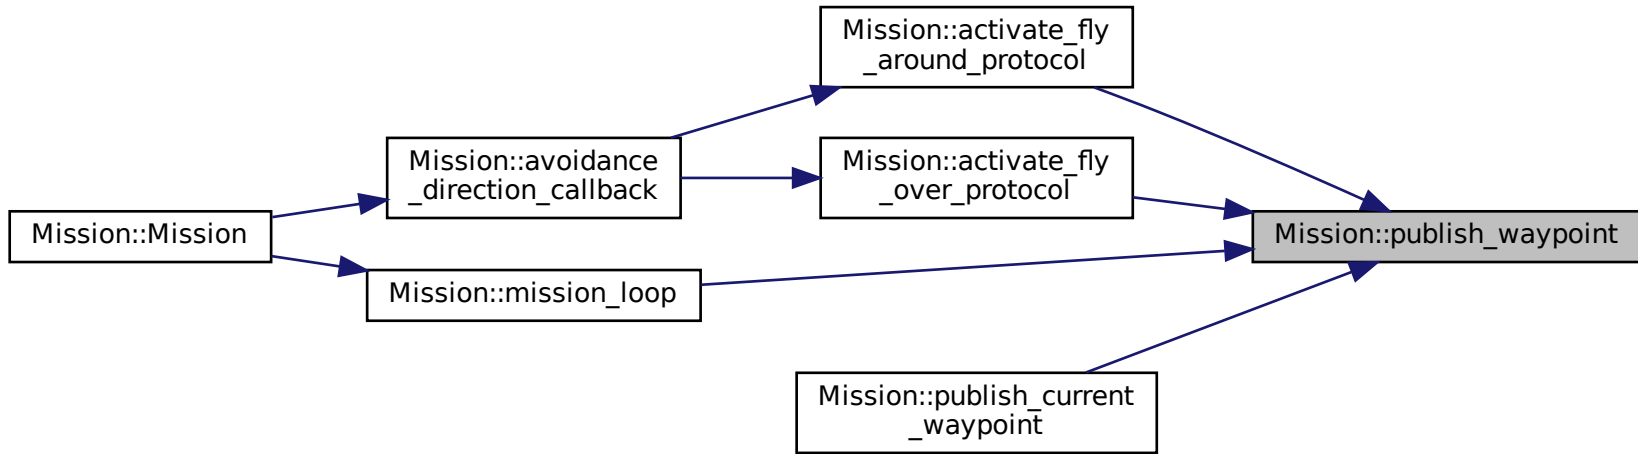 Mission::activate_fly
_around_protocol
Mission::avoidance
_direction_callback
Mission::activate_fly
_over_protocol
Mission::Mission
Mission::publish_waypoint
Mission::mission_loop
Mission::publish_current
_waypoint